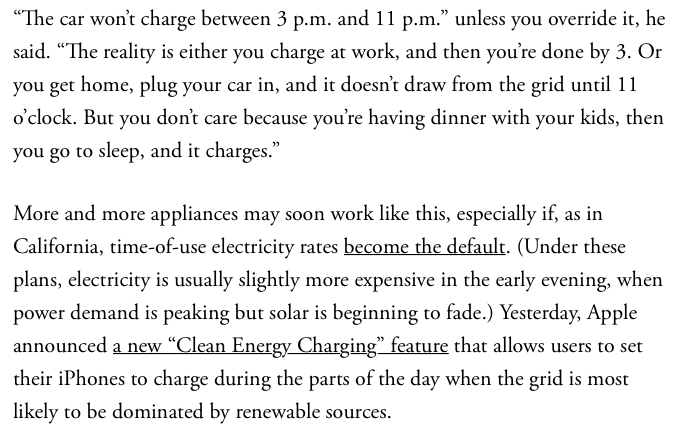 “The car won’t charge between 3 p.m. and 11 p.m.” unless you override it, he
said. “The reality is either you charge at work, and then you’re done by 3. Or
you get home, plug your car in, and it doesn’t draw from the grid until 11
o’clock. But you don’t care because you’re having dinner with your kids, then
you go to sleep, and it charges.”
More and more appliances may soon work like this, especially if, as in
California, time-of-use electricity rates become the default. (Under these
plans, electricity is usually slightly more expensive in the early evening, when
power demand is peaking but solar is beginning to fade.) Yesterday, Apple
announced a new “Clean Energy Charging” feature that allows users to set
their iPhones to charge during the parts of the day when the grid is most
likely to be dominated by renewable sources.